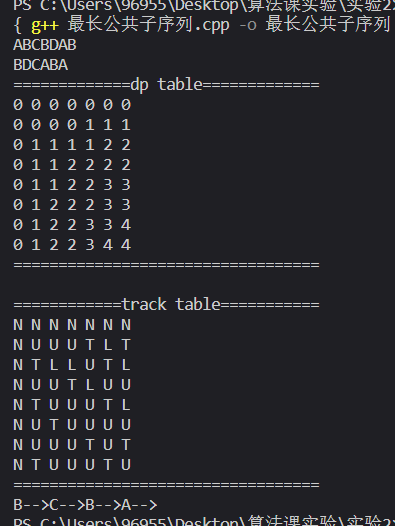 PS C:\Users\96955\Desktop\算法课实验\实验2>
{ g++ 最长公共子序列.cpp -o 最长公共子序列
ABCBDAB
BDCABA
=============dp table=============
0 0 0 0 0 0 0
0 0 0 0 1 1 1
0 1 1 1 1 2 2
0 1 1 2 2 2 2
0 1 1 2 2 3 3
0 1 2 2 2 3 3
0 1 2 2 3 3 4
0 1 2 2 3 4 4
==================================
============track table===========
N N N N N N N
N U U U T L T
N T L L U T L
N U U T L U U
N T U U U T L
N U T U U U U
N U U U T U T
N T U U U T U
==================================
B-->C-->B-->A-->
PS C:\Users\96955\Desktop\算法课实验\实验2>